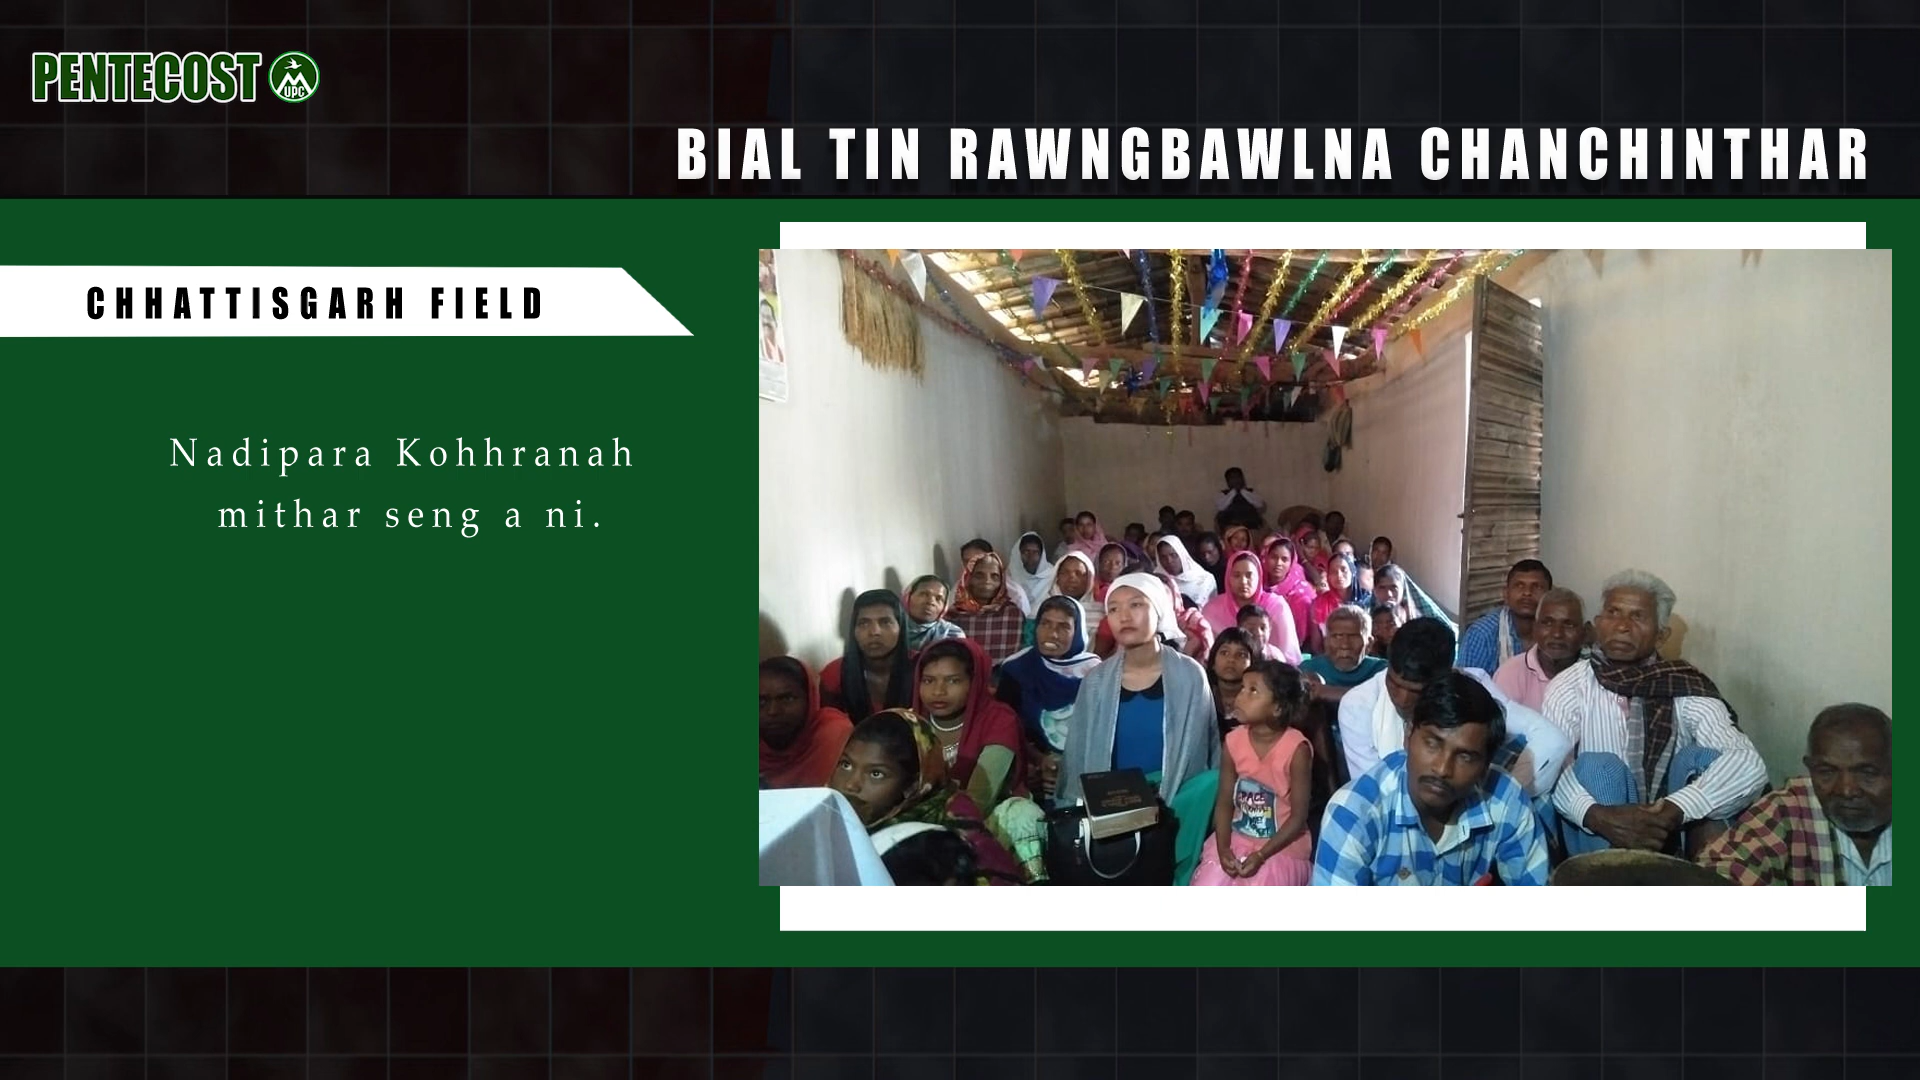 PENTECOST
UPC
BIAL TIN RAWNGBAWLNA CHANCHINTHAR
CHHATTISGARH FIELD
Nadipara Kohhranah
mithar seng a ni.